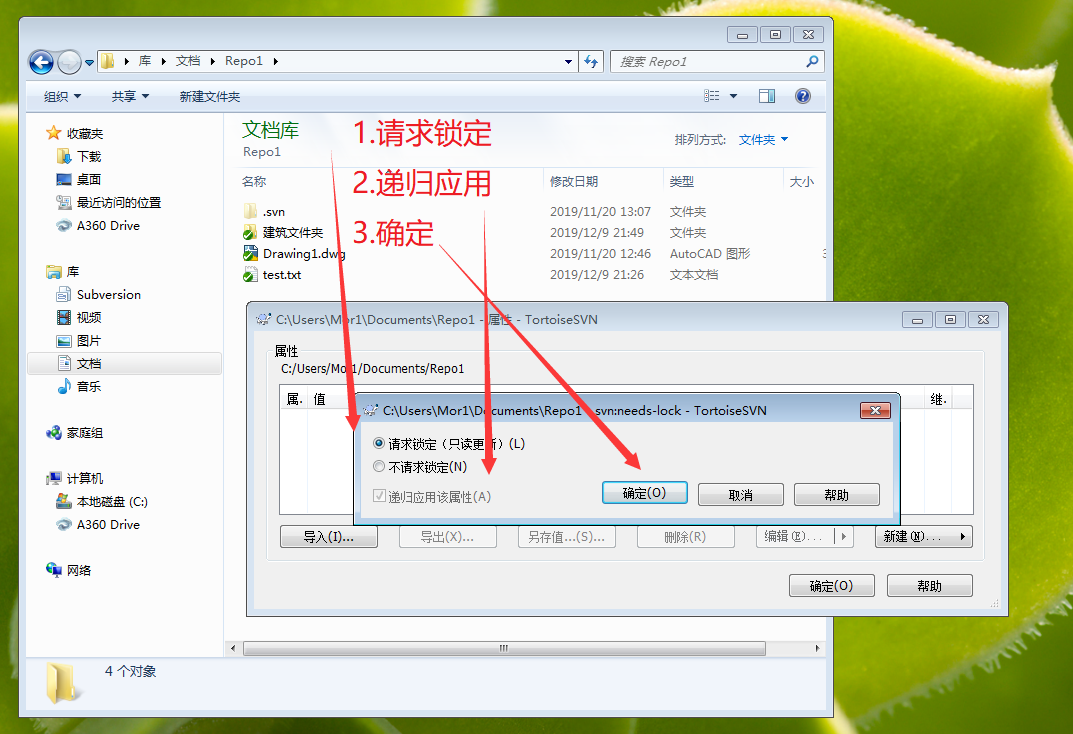 库 文档 Repo1
搜索 Repo1
组织 共享 新建文件夹
收藏夹
下载
桌面
最近访问的位置
A360 Drive
库
Subversion
视频
图片
文档
音乐
家庭组
计算机
本地磁盘 (C:)
A360 Drive
网络
文档库
Repo1
排列方式: 文件夹
1.请求锁定
2.递归应用
3.确定
名称 修改日期 类型 大小
.svn 2019/11/20 13:07 文件夹
建筑文件夹 2019/12/9 21:49 文件夹
Drawing1.dwg 2019/11/20 12:46 AutoCAD 图形
test.txt 2019/12/9 21:26 文本文档
C:\Users\Mor1\Documents\Repo1 - 属性 - TortoiseSVN
属性
C:/Users/Mor1/Documents/Repo1
属. 值 继.
C:\Users\Mor1\Documents\Repo1 - svn:needs-lock - TortoiseSVN
请求锁定（只读更新）(L)
不请求锁定(N)
递归应用该属性(A)
确定(O) 取消 帮助
导入(I)... 导出(X)... 另存值...(S)... 删除(R) 编辑(E)... 新建(N)...
确定(O) 帮助
4 个对象